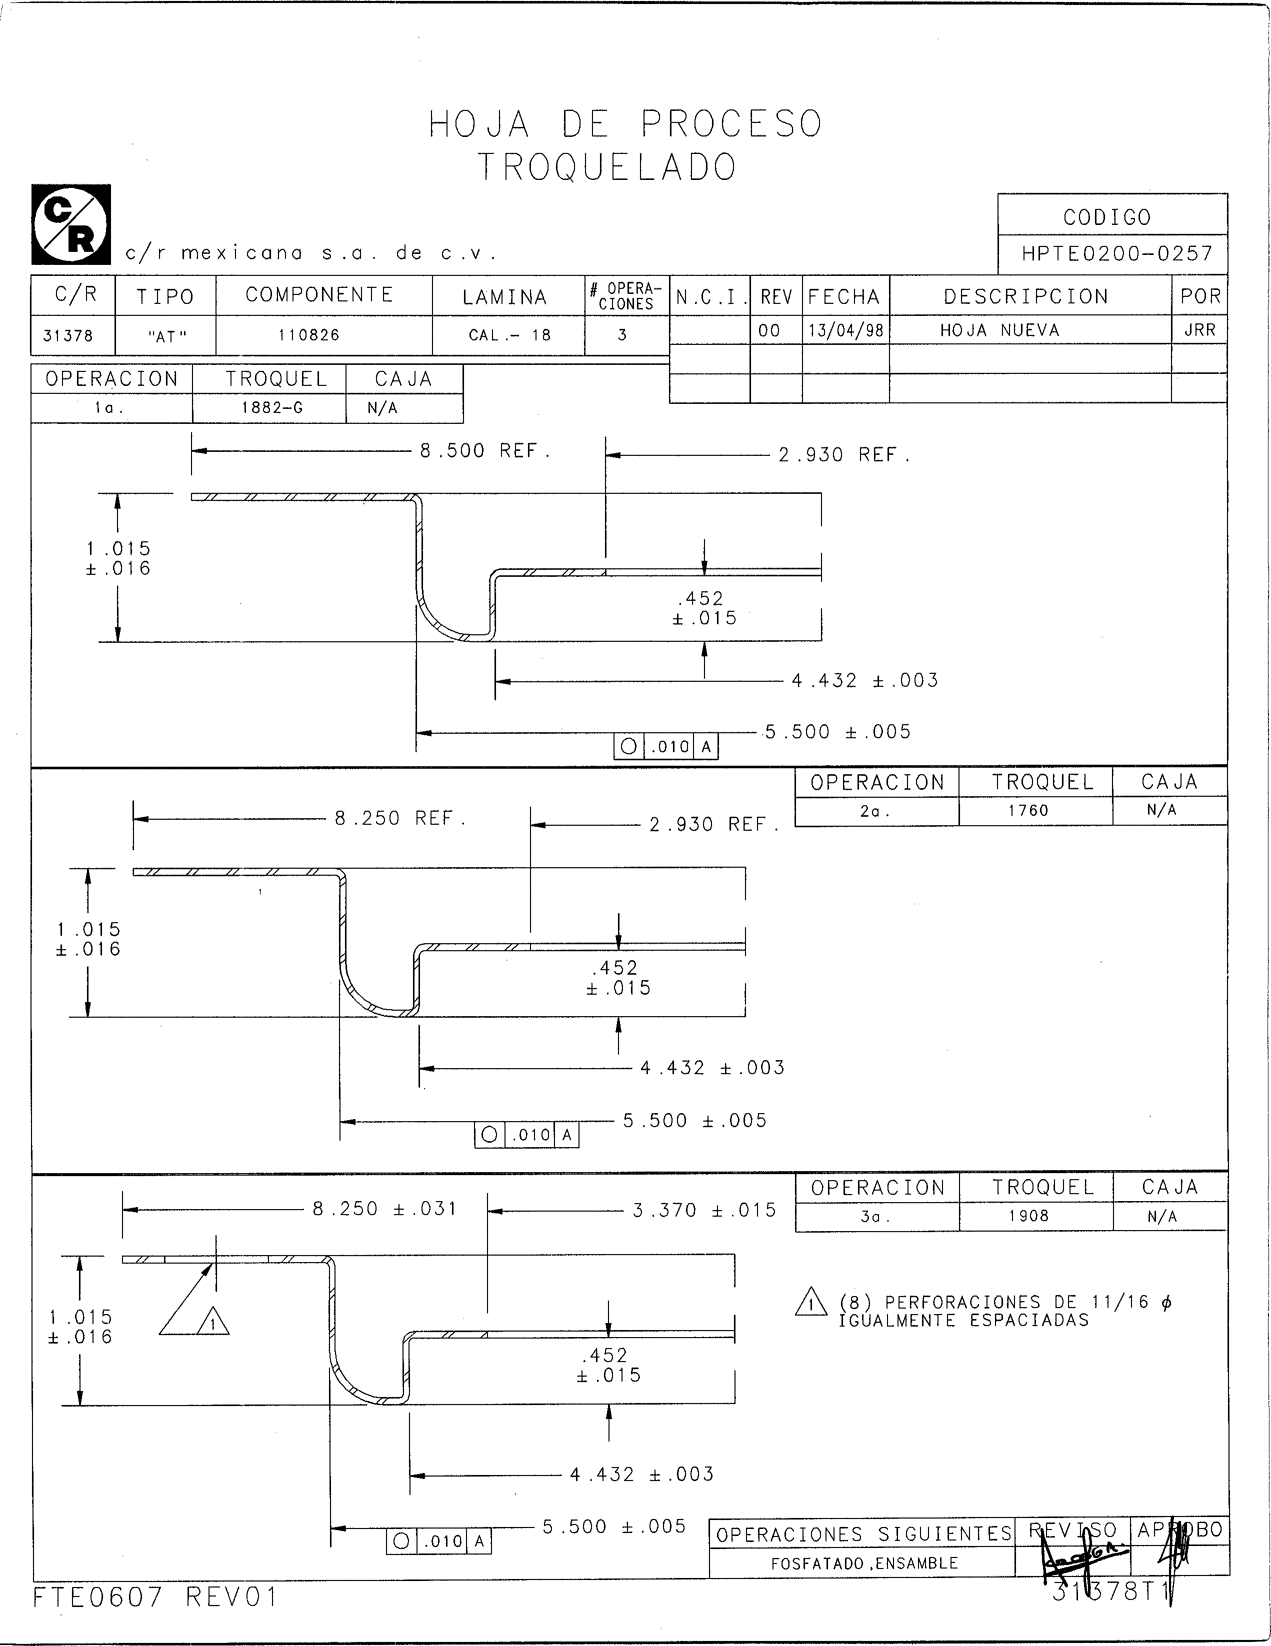 HOJA DE PROCESO
TROQUELADO
C/R
c/r mexicana s.a. de c.v.
CODIGO
HPTE0200-0257
C/R TIPO COMPONENTE LAMINA # OPERA-CIONES N.C.I. REV FECHA DESCRIPCION POR
31378 "AT" 110826 CAL.- 18 3 00 13/04/98 HOJA NUEVA JRR
OPERACION TROQUEL CAJA
1a. 1882-G N/A
8.500 REF.
2.930 REF.
1.015
±.016
.452
±.015
4.432 ±.003
5.500 ±.005
○ .010 A
OPERACION TROQUEL CAJA
2a. 1760 N/A
8.250 REF.
2.930 REF.
1.015
±.016
.452
±.015
4.432 ±.003
5.500 ±.005
○ .010 A
OPERACION TROQUEL CAJA
3a. 1908 N/A
8.250 ±.031
3.370 ±.015
1
1 (8) PERFORACIONES DE 11/16 ϕ
IGUALMENTE ESPACIADAS
1.015
±.016
.452
±.015
4.432 ±.003
5.500 ±.005
○ .010 A
OPERACIONES SIGUIENTES REVISO APROBO
FOSFATADO,ENSAMBLE
FTE0607 REV01
31378T1